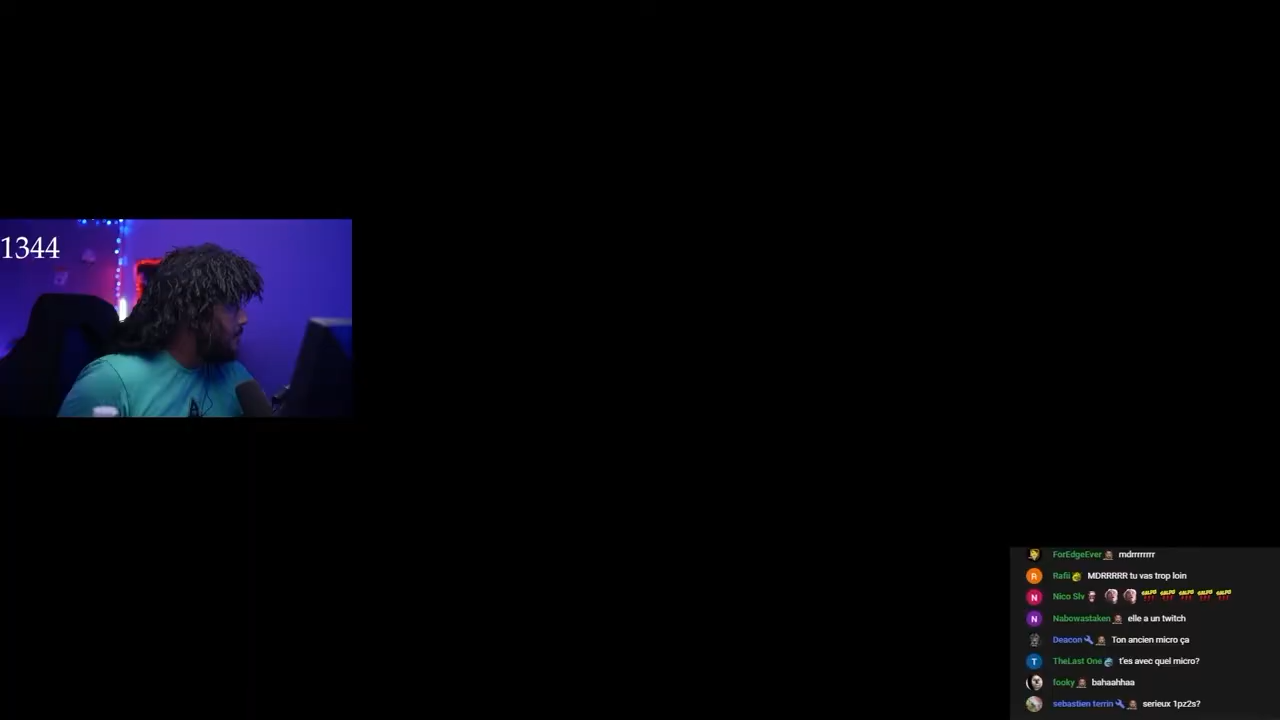 1344
ForEdgeEver mdrrrrrrr
Rafii MDRRRRR tu vas trop loin
Nico Slv
Nabowastaken elle a un twitch
Deacon Ton ancien micro ça
TheLast One t'es avec quel micro?
fooky bahaahhaa
sebastien terrin serieux 1pz2s?